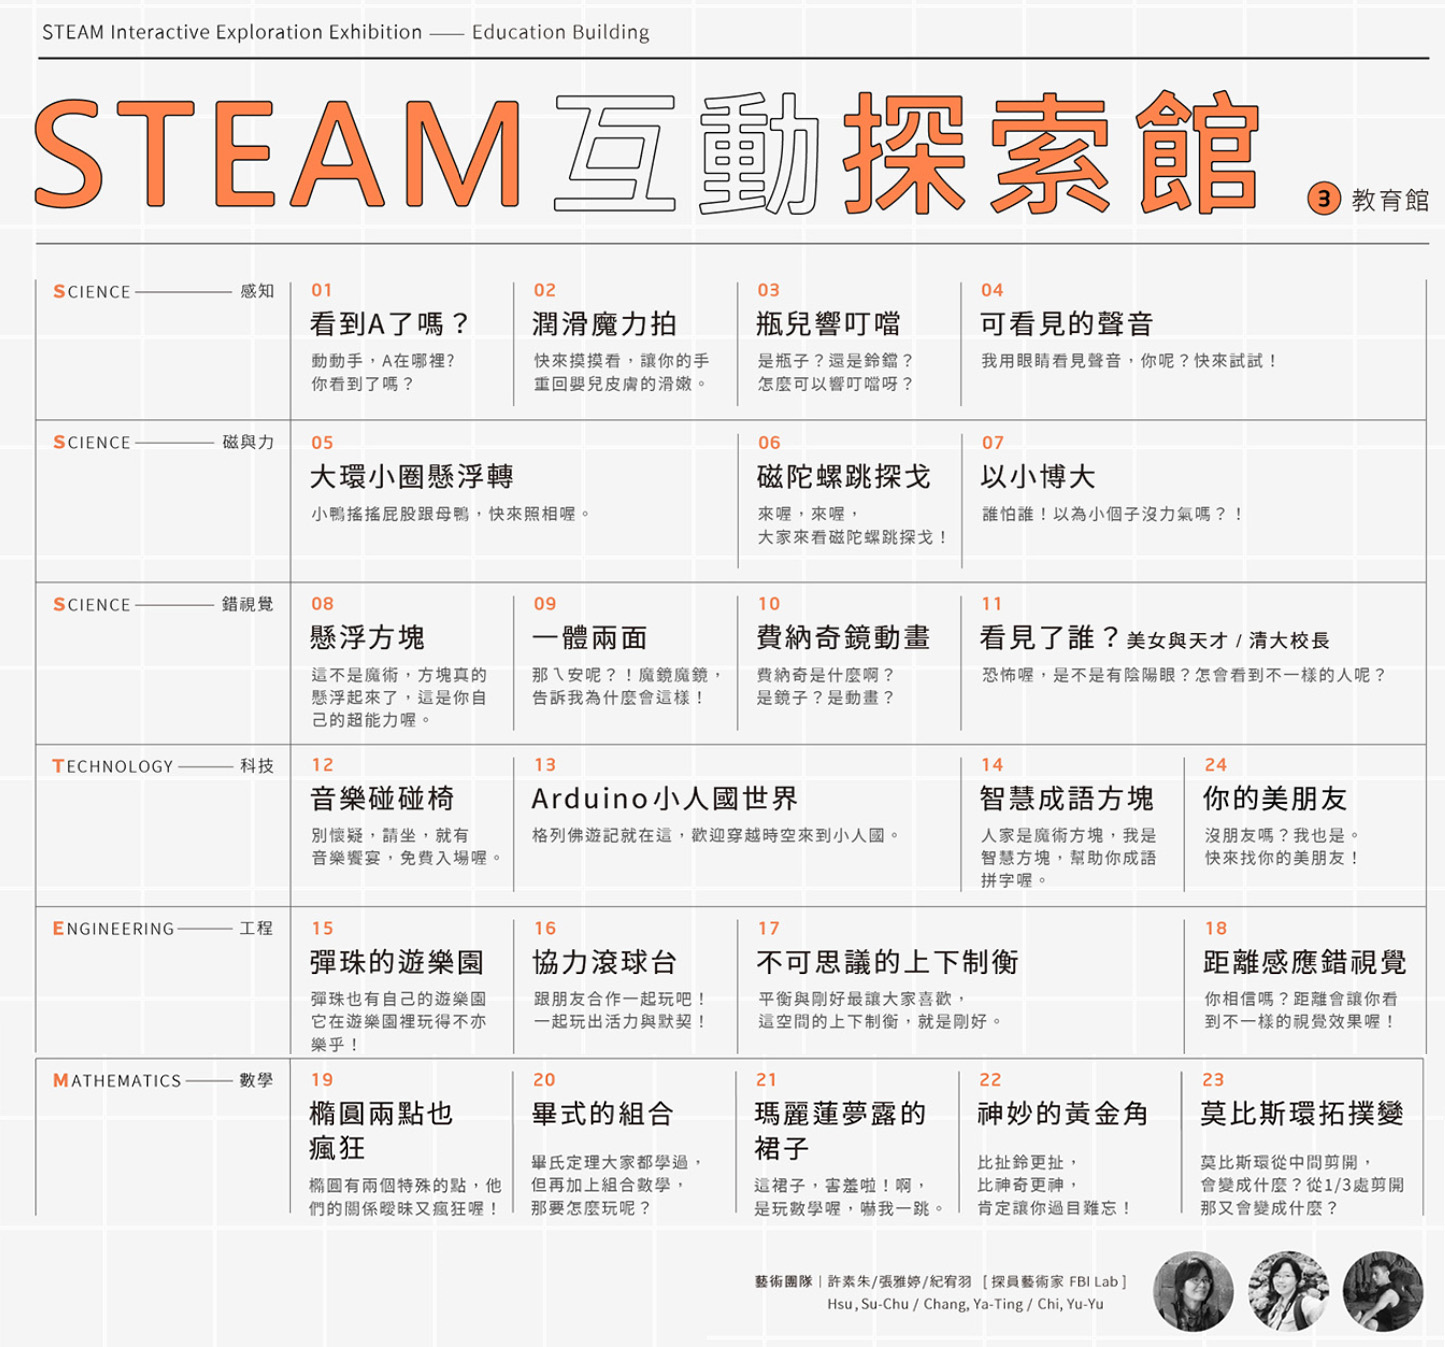 STEAM Interactive Exploration Exhibition —— Education Building
STEAM互動探索館
3 教育館
SCIENCE 感知
01
看到A了嗎？
動動手，A在哪裡?
你看到了嗎？
02
潤滑魔力拍
快來摸摸看，讓你的手
重回嬰兒皮膚的滑嫩。
03
瓶兒響叮噹
是瓶子？還是鈴鐺？
怎麼可以響叮噹呀？
04
可看見的聲音
我用眼睛看見聲音，你呢？快來試試！
SCIENCE 磁與力
05
大環小圈懸浮轉
小鴨搖搖屁股跟母鴨，快來照相喔。
06
磁陀螺跳探戈
來喔，來喔，
大家來看磁陀螺跳探戈！
07
以小博大
誰怕誰！以為小個子沒力氣嗎？！
SCIENCE 錯視覺
08
懸浮方塊
這不是魔術，方塊真的
懸浮起來了，這是你自
己的超能力喔。
09
一體兩面
那ㄟ安呢？！魔鏡魔鏡，
告訴我為什麼會這樣！
10
費納奇鏡動畫
費納奇是什麼啊？
是鏡子？是動畫？
11
看見了誰？美女與天才 / 清大校長
恐怖喔，是不是有陰陽眼？怎會看到不一樣的人呢？
TECHNOLOGY 科技
12
音樂碰碰椅
別懷疑，請坐，就有
音樂饗宴，免費入場喔。
13
Arduino小人國世界
格列佛遊記就在這，歡迎穿越時空來到小人國。
14
智慧成語方塊
人家是魔術方塊，我是
智慧方塊，幫助你成語
拼字喔。
24
你的美朋友
沒朋友嗎？我也是。
快來找你的美朋友！
ENGINEERING 工程
15
彈珠的遊樂園
彈珠也有自己的遊樂園
它在遊樂園裡玩得不亦
樂乎！
16
協力滾球台
跟朋友合作一起玩吧！
一起玩出活力與默契！
17
不可思議的上下制衡
平衡與剛好最讓大家喜歡，
這空間的上下制衡，就是剛好。
18
距離感應錯視覺
你相信嗎？距離會讓你看
到不一樣的視覺效果喔！
MATHEMATICS 數學
19
橢圓兩點也
瘋狂
橢圓有兩個特殊的點，他
們的關係曖昧又瘋狂喔！
20
畢式的組合
畢氏定理大家都學過，
但再加上組合數學，
那要怎麼玩呢？
21
瑪麗蓮夢露的
裙子
這裙子，害羞啦！啊，
是玩數學喔，嚇我一跳。
22
神妙的黃金角
比扯鈴更扯，
比神奇更神，
肯定讓你過目難忘！
23
莫比斯環拓撲變
莫比斯環從中間剪開，
會變成什麼？從1/3處剪開
那又會變成什麼？
藝術團隊｜許素朱/張雅婷/紀宥羽 [ 探員藝術家 FBI Lab ]
Hsu, Su-Chu / Chang, Ya-Ting / Chi, Yu-Yu